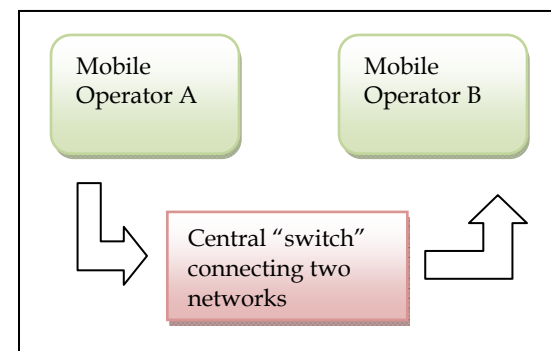 Mobile
Operator A
Mobile
Operator B
Central “switch”
connecting two
networks